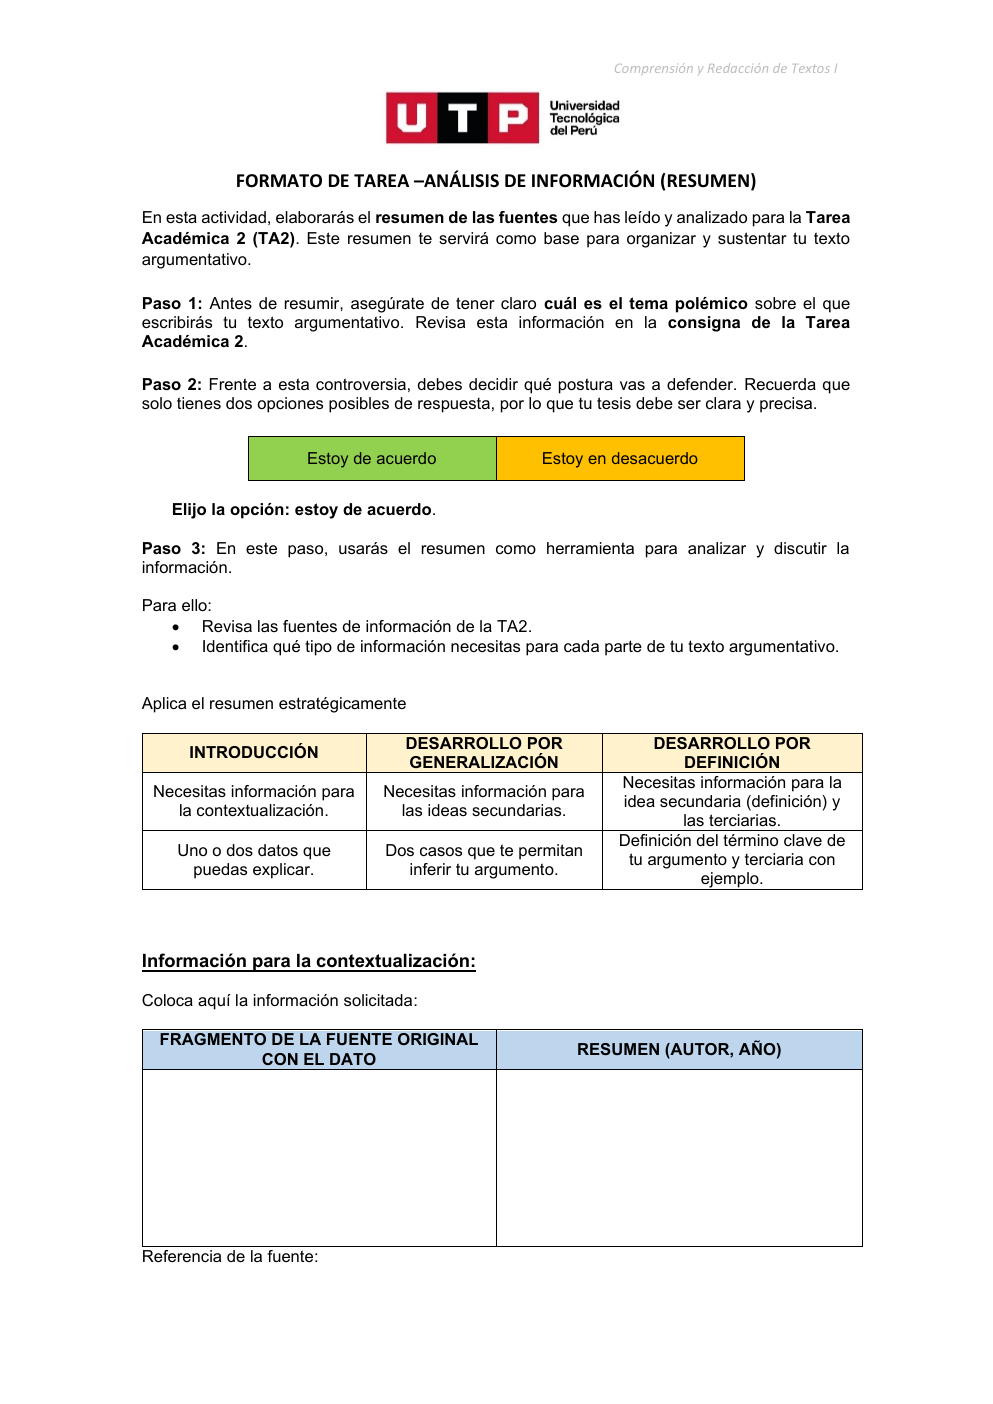 Comprensión y Redacción de Textos I
UTP
Universidad
Tecnológica
del Perú
FORMATO DE TAREA –ANÁLISIS DE INFORMACIÓN (RESUMEN)
En esta actividad, elaborarás el resumen de las fuentes que has leído y analizado para la Tarea
Académica 2 (TA2). Este resumen te servirá como base para organizar y sustentar tu texto
argumentativo.
Paso 1: Antes de resumir, asegúrate de tener claro cuál es el tema polémico sobre el que
escribirás tu texto argumentativo. Revisa esta información en la consigna de la Tarea
Académica 2.
Paso 2: Frente a esta controversia, debes decidir qué postura vas a defender. Recuerda que
solo tienes dos opciones posibles de respuesta, por lo que tu tesis debe ser clara y precisa.
Estoy de acuerdo
Estoy en desacuerdo
Elijo la opción: estoy de acuerdo.
Paso 3: En este paso, usarás el resumen como herramienta para analizar y discutir la
información.
Para ello:
• Revisa las fuentes de información de la TA2.
• Identifica qué tipo de información necesitas para cada parte de tu texto argumentativo.
Aplica el resumen estratégicamente
INTRODUCCIÓN
DESARROLLO POR
GENERALIZACIÓN
DESARROLLO POR
DEFINICIÓN
Necesitas información para
la contextualización.
Necesitas información para
las ideas secundarias.
Necesitas información para la
idea secundaria (definición) y
las terciarias.
Uno o dos datos que
puedas explicar.
Dos casos que te permitan
inferir tu argumento.
Definición del término clave de
tu argumento y terciaria con
ejemplo.
Información para la contextualización:
Coloca aquí la información solicitada:
FRAGMENTO DE LA FUENTE ORIGINAL
CON EL DATO
RESUMEN (AUTOR, AÑO)
Referencia de la fuente: